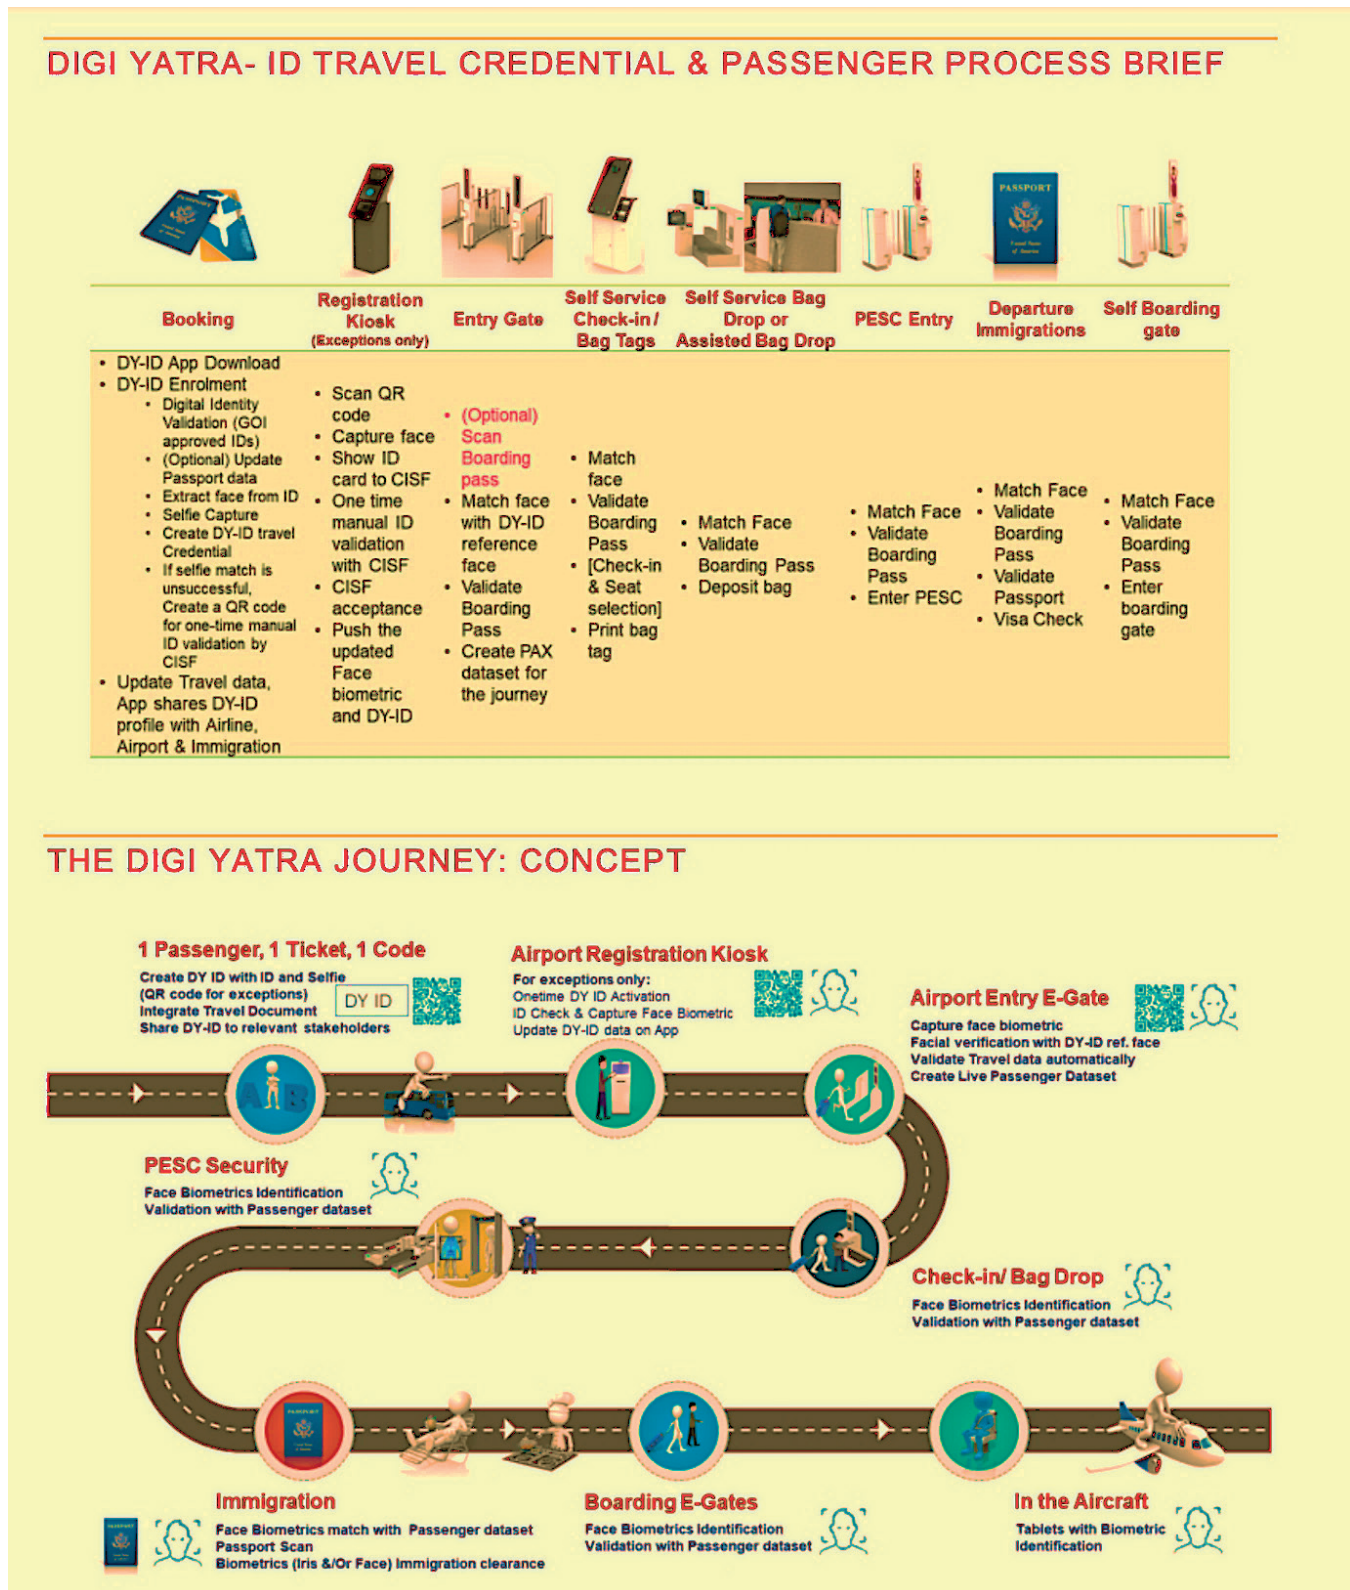 DIGI YATRA- ID TRAVEL CREDENTIAL & PASSENGER PROCESS BRIEF
PASSPORT
PASSPORT
United States
of America
Booking
Registration
Kiosk
(Exceptions only)
Entry Gate
Self Service
Check-in /
Bag Tags
Self Service Bag
Drop or
Assisted Bag Drop
PESC Entry
Departure
Immigrations
Self Boarding
gate
• DY-ID App Download
• DY-ID Enrolment
• Digital Identity
Validation (GOI
approved IDs)
• (Optional) Update
Passport data
• Extract face from ID
• Selfie Capture
• Create DY-ID travel
Credential
• If selfie match is
unsuccessful,
Create a QR code
for one-time manual
ID validation by
CISF
• Update Travel data,
App shares DY-ID
profile with Airline,
Airport & Immigration
• Scan QR
code
• Capture face
• Show ID
card to CISF
• One time
manual ID
validation
with CISF
• CISF
acceptance
• Push the
updated
Face
biometric
and DY-ID
• (Optional)
Scan
Boarding
pass
• Match face
with DY-ID
reference
face
• Validate
Boarding
Pass
• Create PAX
dataset for
the journey
• Match
face
• Validate
Boarding
Pass
• [Check-in
& Seat
selection]
• Print bag
tag
• Match Face
• Validate
Boarding Pass
• Deposit bag
• Match Face
• Validate
Boarding
Pass
• Enter PESC
• Match Face
• Validate
Boarding
Pass
• Validate
Passport
• Visa Check
• Match Face
• Validate
Boarding
Pass
• Enter
boarding
gate
THE DIGI YATRA JOURNEY: CONCEPT
1 Passenger, 1 Ticket, 1 Code
Create DY ID with ID and Selfie
(QR code for exceptions)
Integrate Travel Document
Share DY-ID to relevant stakeholders
DY ID
Airport Registration Kiosk
For exceptions only:
Onetime DY ID Activation
ID Check & Capture Face Biometric
Update DY-ID data on App
Airport Entry E-Gate
Capture face biometric
Facial verification with DY-ID ref. face
Validate Travel data automatically
Create Live Passenger Dataset
A B
PESC Security
Face Biometrics Identification
Validation with Passenger dataset
Check-in/ Bag Drop
Face Biometrics Identification
Validation with Passenger dataset
PASSPORT
Immigration
Face Biometrics match with Passenger dataset
Passport Scan
Biometrics (Iris &/Or Face) Immigration clearance
PASSPORT
Boarding E-Gates
Face Biometrics Identification
Validation with Passenger dataset
In the Aircraft
Tablets with Biometric
Identification